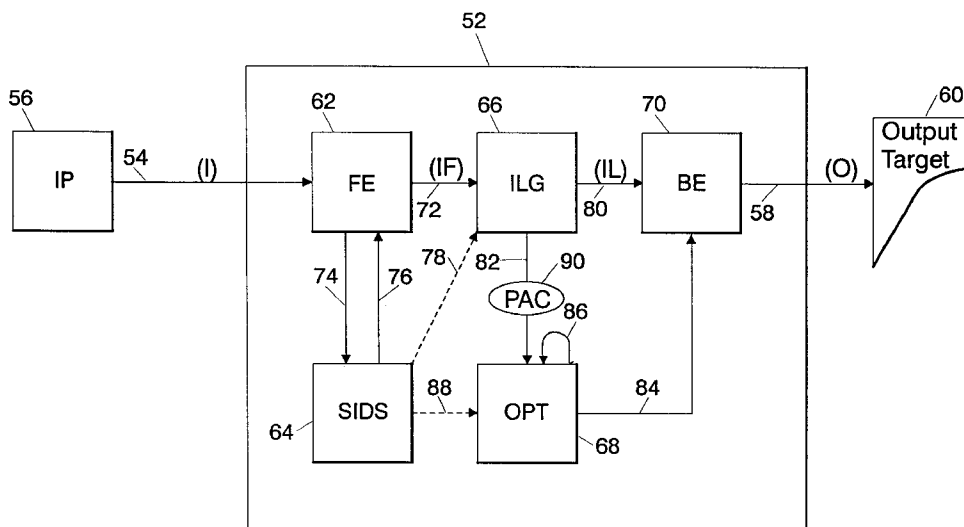 52
56
62
66
70
60
IP
54
(I)
FE
(IF)
72
ILG
(IL)
80
BE
(O)
58
Output
Target
74
76
78
82
90
PAC
86
SIDS
64
88
OPT
68
84